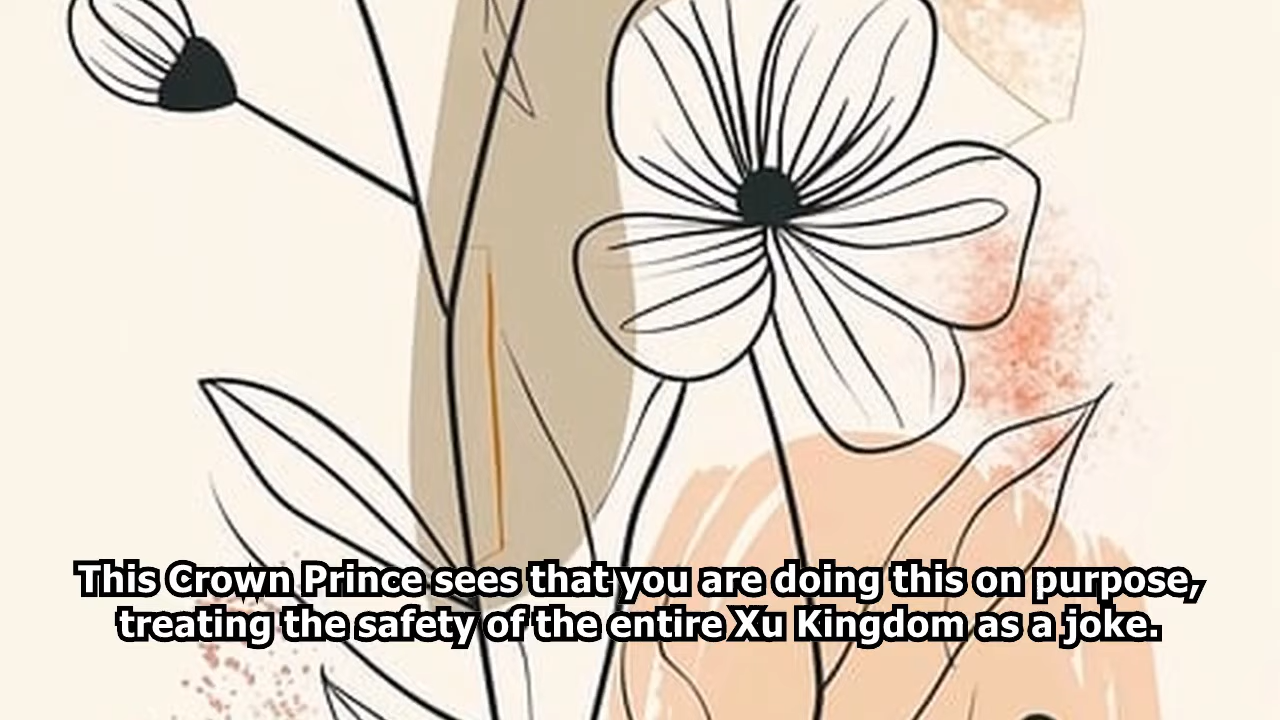 This Crown Prince sees that you are doing this on purpose,
treating the safety of the entire Xu Kingdom as a joke.